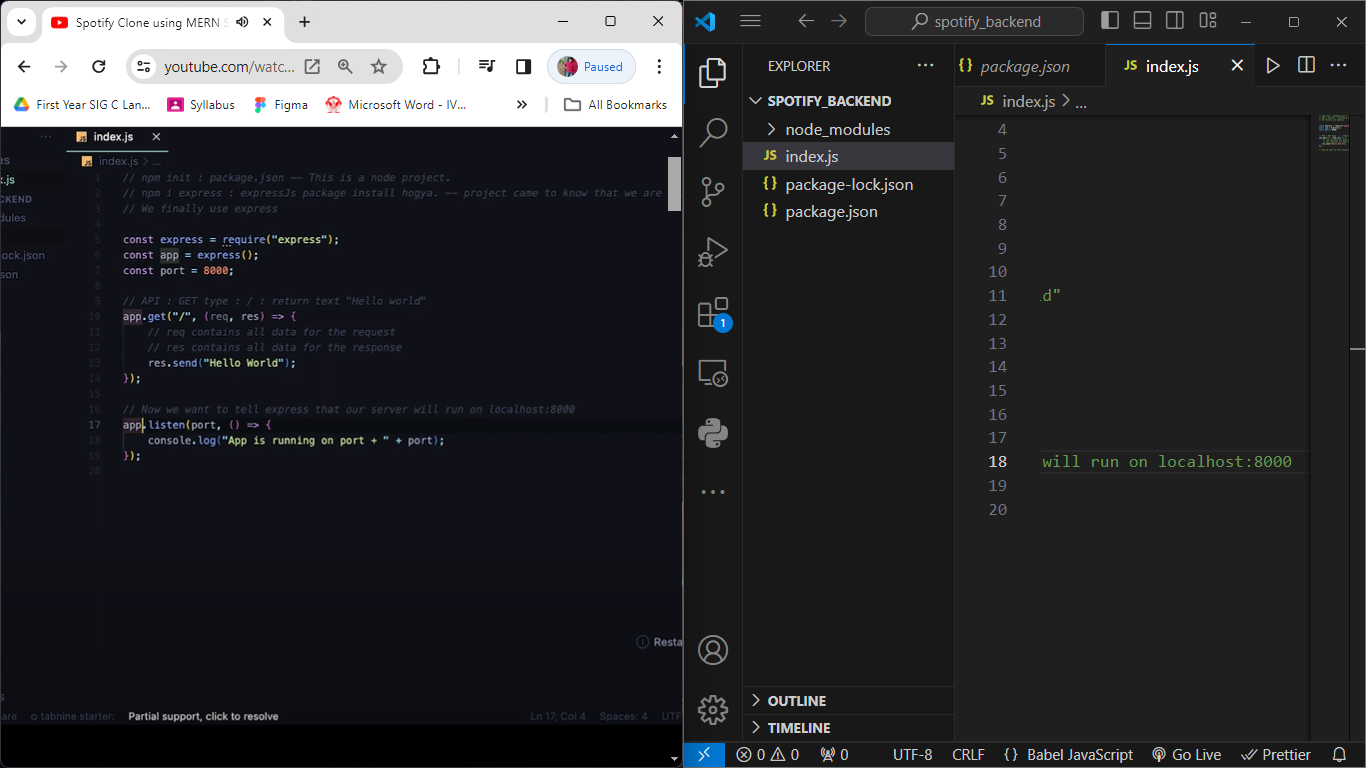 Spotify Clone using MERN S
youtube.com/watc...
Paused
First Year SIG C Lan...
Syllabus
Figma
Microsoft Word - IV...
»
All Bookmarks
index.js
index.js > ...
RS
x.js
CKEND
dules
ock.json
son
1 // npm init : package.json —— This is a node project.
2 // npm i express : expressJs package install hogya. —— project came to know that we are
3 // We finally use express
4
5 const express = require("express");
6 const app = express();
7 const port = 8000;
8
9 // API : GET type : / : return text "Hello world"
10 app.get("/", (req, res) => {
11 // req contains all data for the request
12 // res contains all data for the response
13 res.send("Hello World");
14 });
15
16 // Now we want to tell express that our server will run on localhost:8000
17 app.listen(port, () => {
18 console.log("App is running on port + " + port);
19 });
20
Resta
are
tabnine starter:
Partial support, click to resolve
Ln 17, Col 4
Spaces: 4
UTF
spotify_backend
EXPLORER
...
SPOTIFY_BACKEND
node_modules
JS index.js
{} package-lock.json
{} package.json
OUTLINE
TIMELINE
1
{} package.json
JS index.js
JS index.js > ...
4
5
6
7
8
9
10
11 .d"
12
13
14
15
16
17
18 will run on localhost:8000
19
20
0 0
0
UTF-8
CRLF
{} Babel JavaScript
Go Live
Prettier